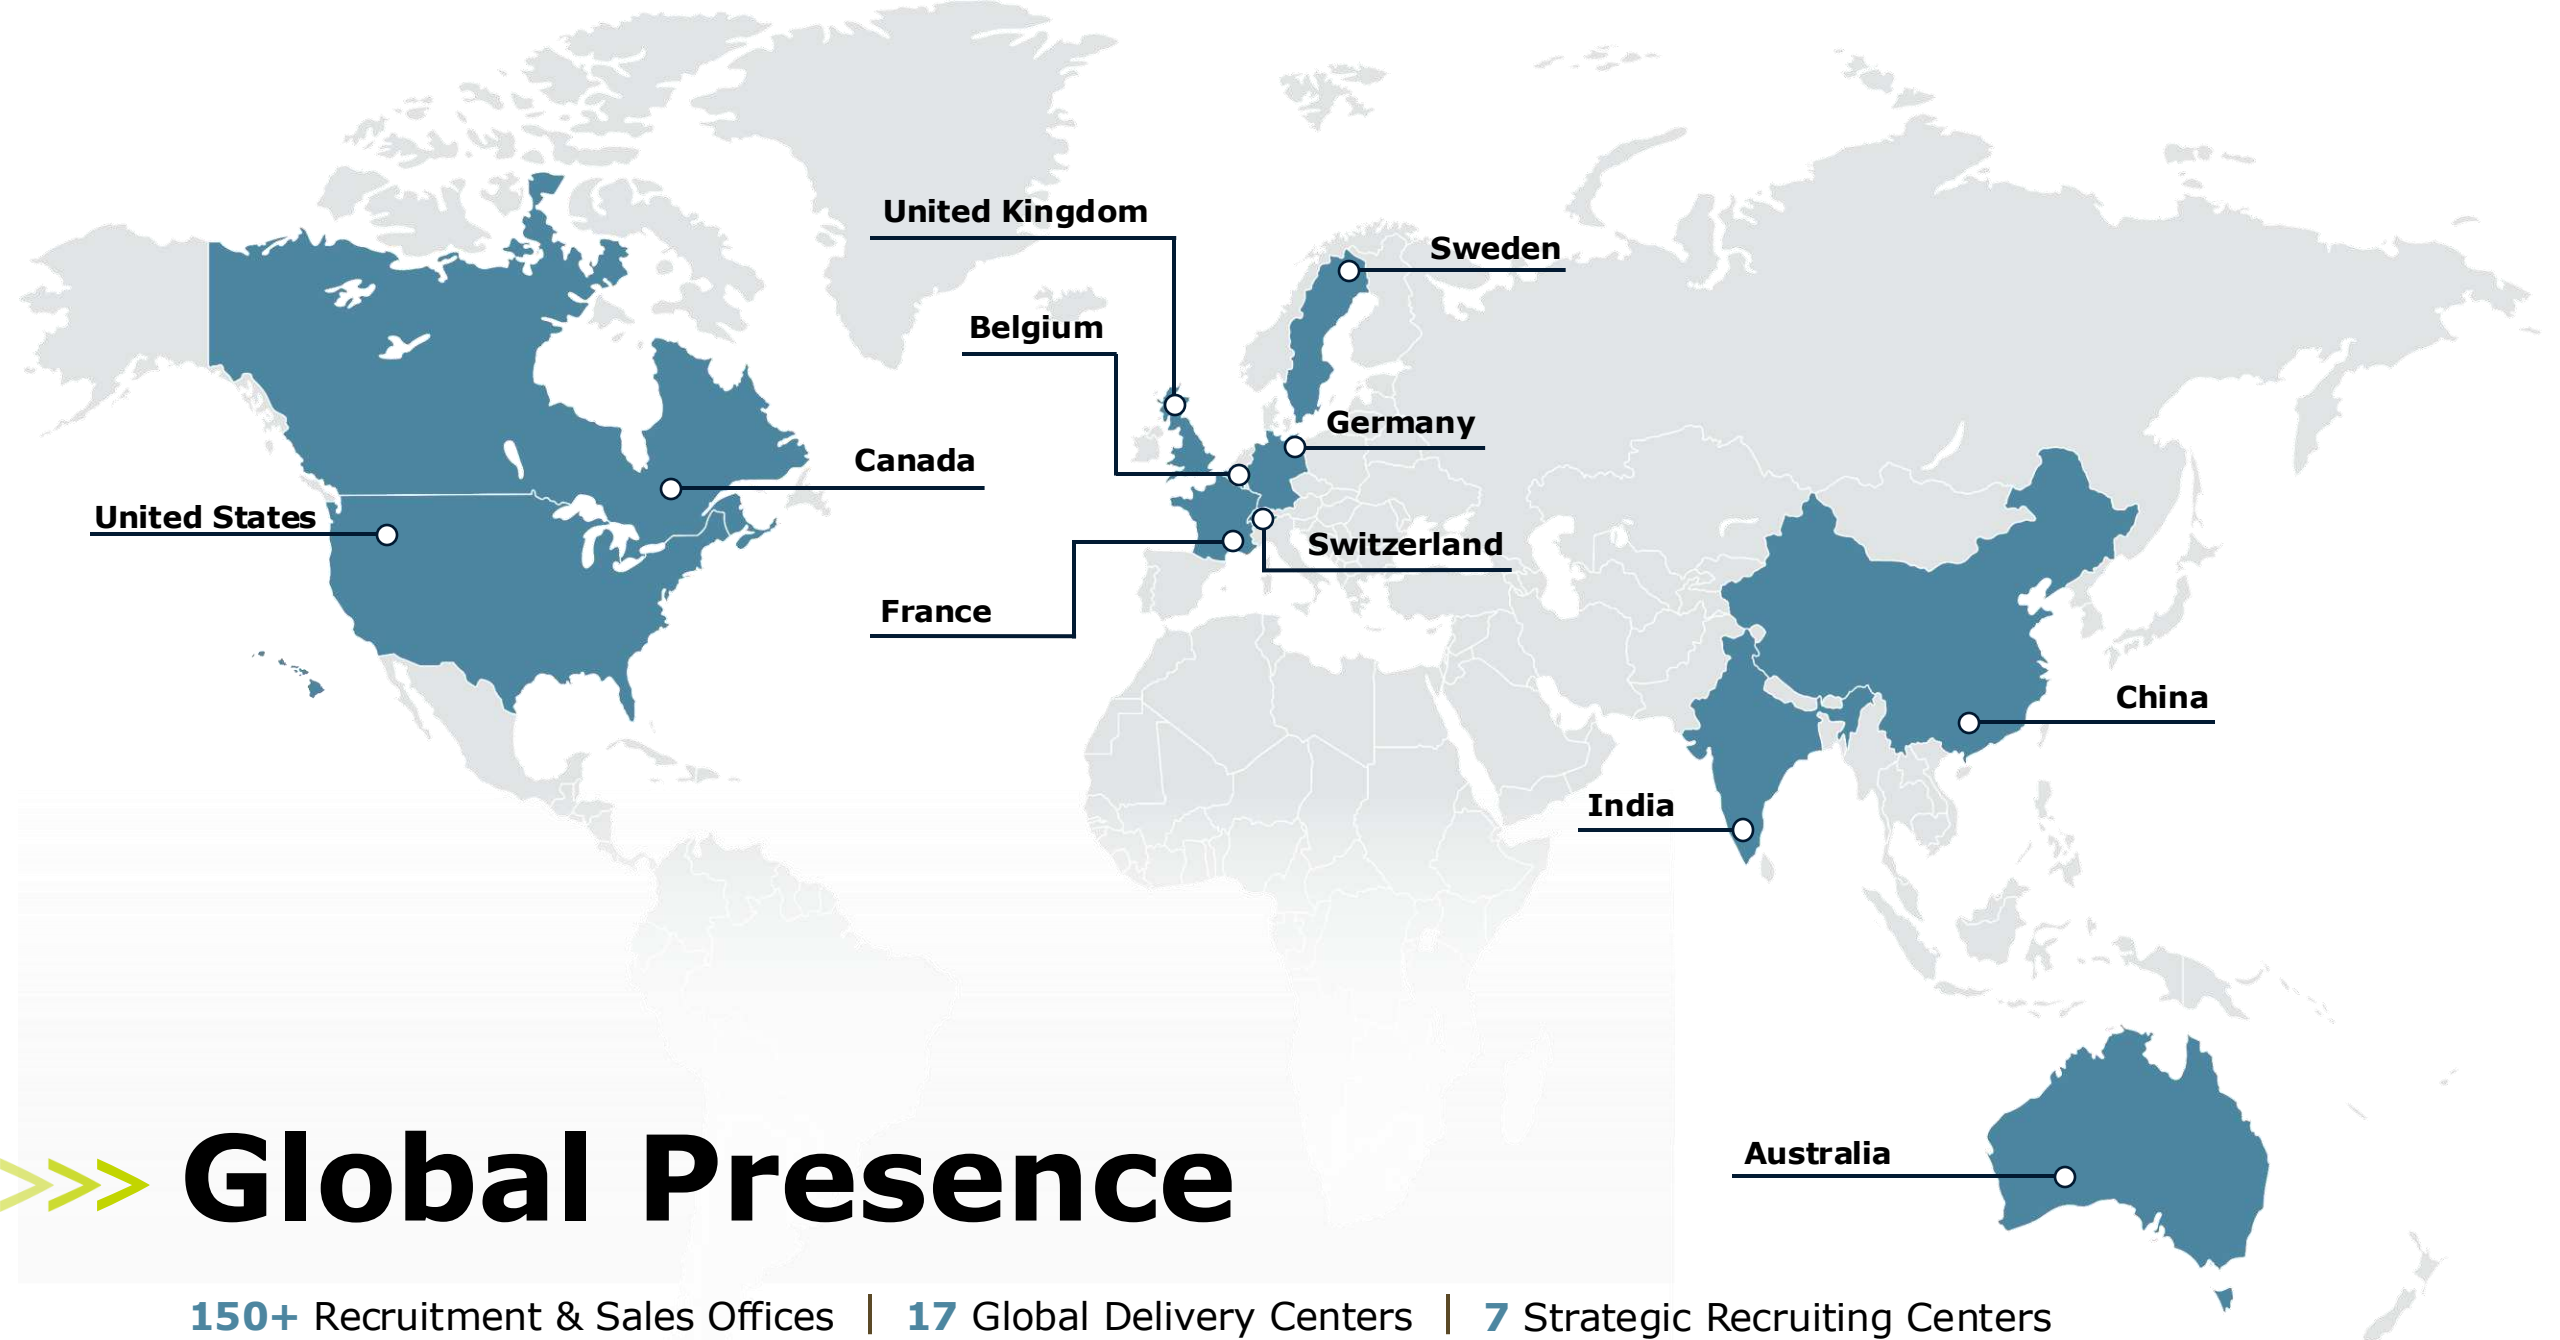 United Kingdom
Sweden
Belgium
Germany
Canada
United States
Switzerland
France
China
India
Australia
Global Presence
150+ Recruitment & Sales Offices | 17 Global Delivery Centers | 7 Strategic Recruiting Centers